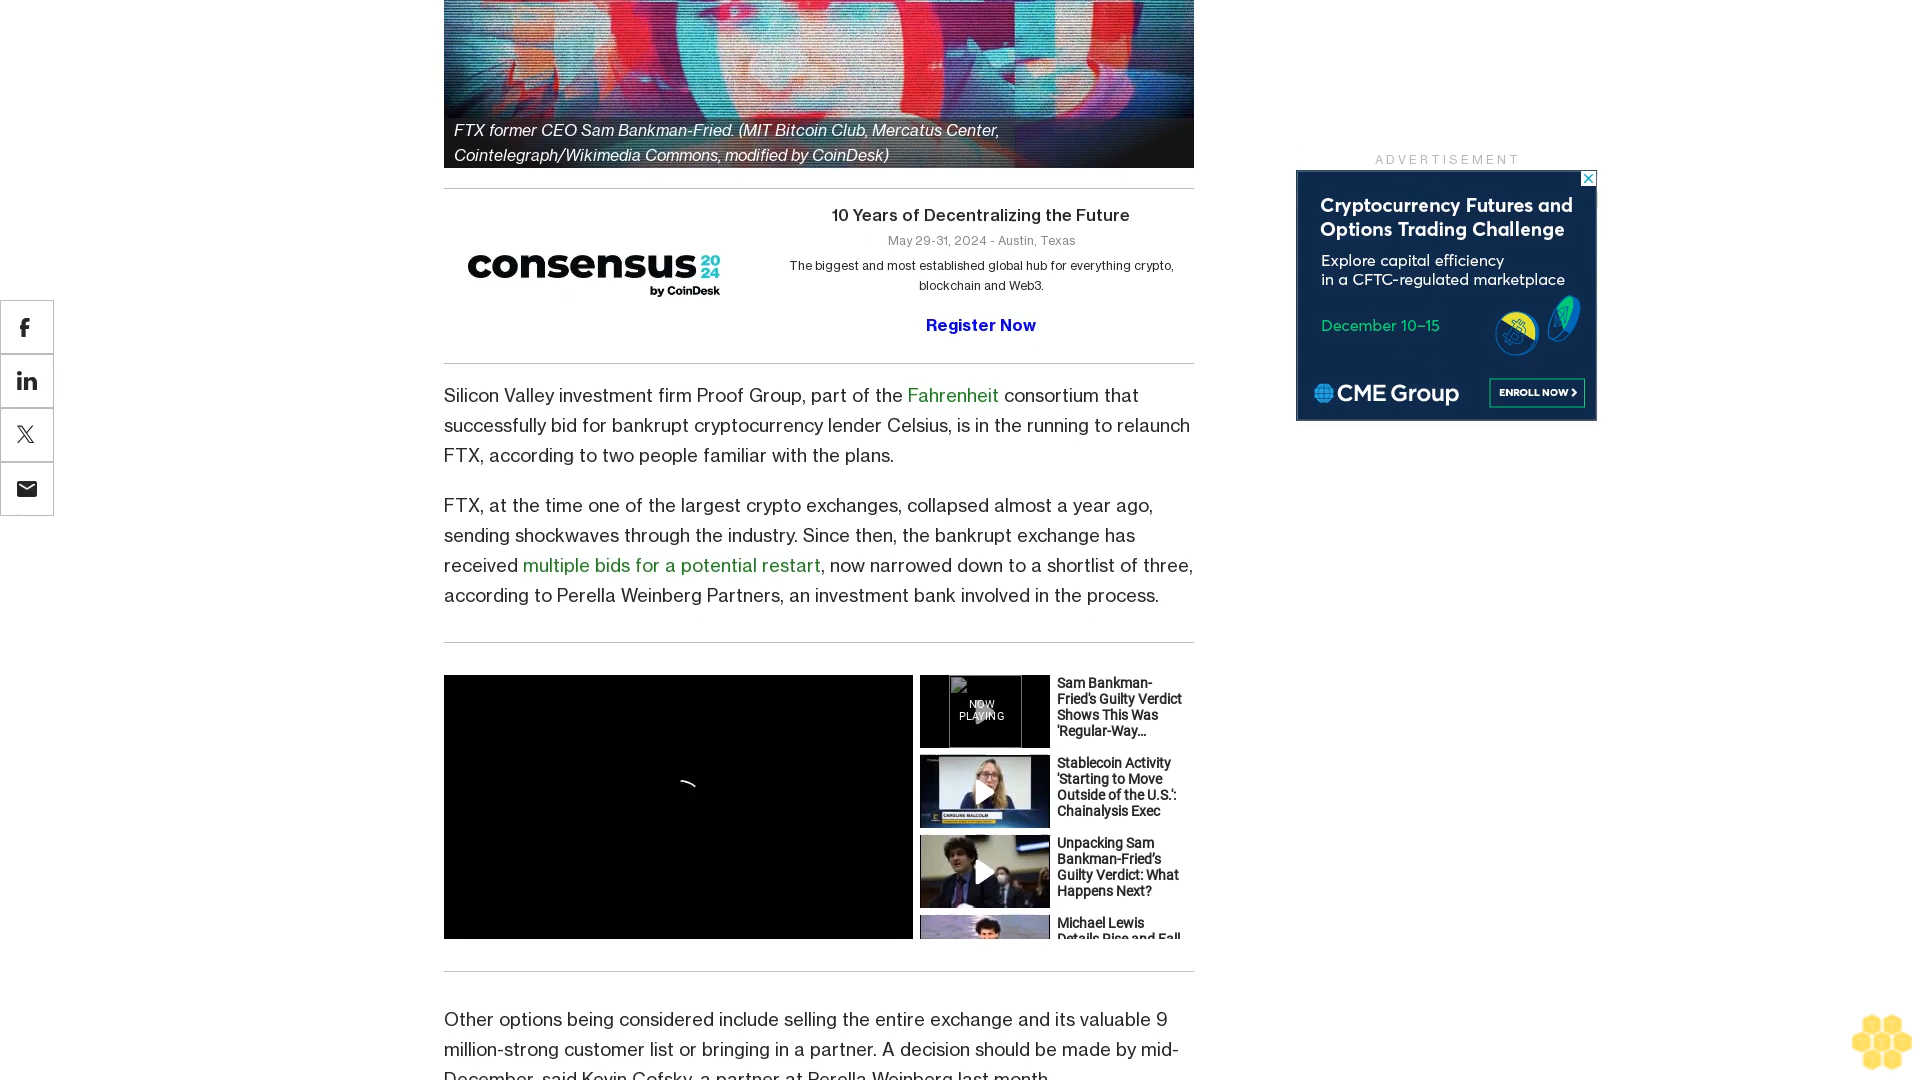 FTX former CEO Sam Bankman-Fried. (MIT Bitcoin Club, Mercatus Center,
Cointelegraph/Wikimedia Commons, modified by CoinDesk)
ADVERTISEMENT
Cryptocurrency Futures and
Options Trading Challenge
Explore capital efficiency
in a CFTC-regulated marketplace
December 10–15
CME Group
ENROLL NOW
consensus
20
24
by CoinDesk
10 Years of Decentralizing the Future
May 29-31, 2024 - Austin, Texas
The biggest and most established global hub for everything crypto,
blockchain and Web3.
Register Now
Silicon Valley investment firm Proof Group, part of the Fahrenheit consortium that
successfully bid for bankrupt cryptocurrency lender Celsius, is in the running to relaunch
FTX, according to two people familiar with the plans.
FTX, at the time one of the largest crypto exchanges, collapsed almost a year ago,
sending shockwaves through the industry. Since then, the bankrupt exchange has
received multiple bids for a potential restart, now narrowed down to a shortlist of three,
according to Perella Weinberg Partners, an investment bank involved in the process.
NOW
PLAYING
Sam Bankman-
Fried's Guilty Verdict
Shows This Was
'Regular-Way...
CAROLINE MALCOLM
Stablecoin Activity
'Starting to Move
Outside of the U.S.':
Chainalysis Exec
Unpacking Sam
Bankman-Fried's
Guilty Verdict: What
Happens Next?
Michael Lewis
Details Rise and Fall
Other options being considered include selling the entire exchange and its valuable 9
million-strong customer list or bringing in a partner. A decision should be made by mid-
December, said Kevin Cofsky, a partner at Perella Weinberg last month.